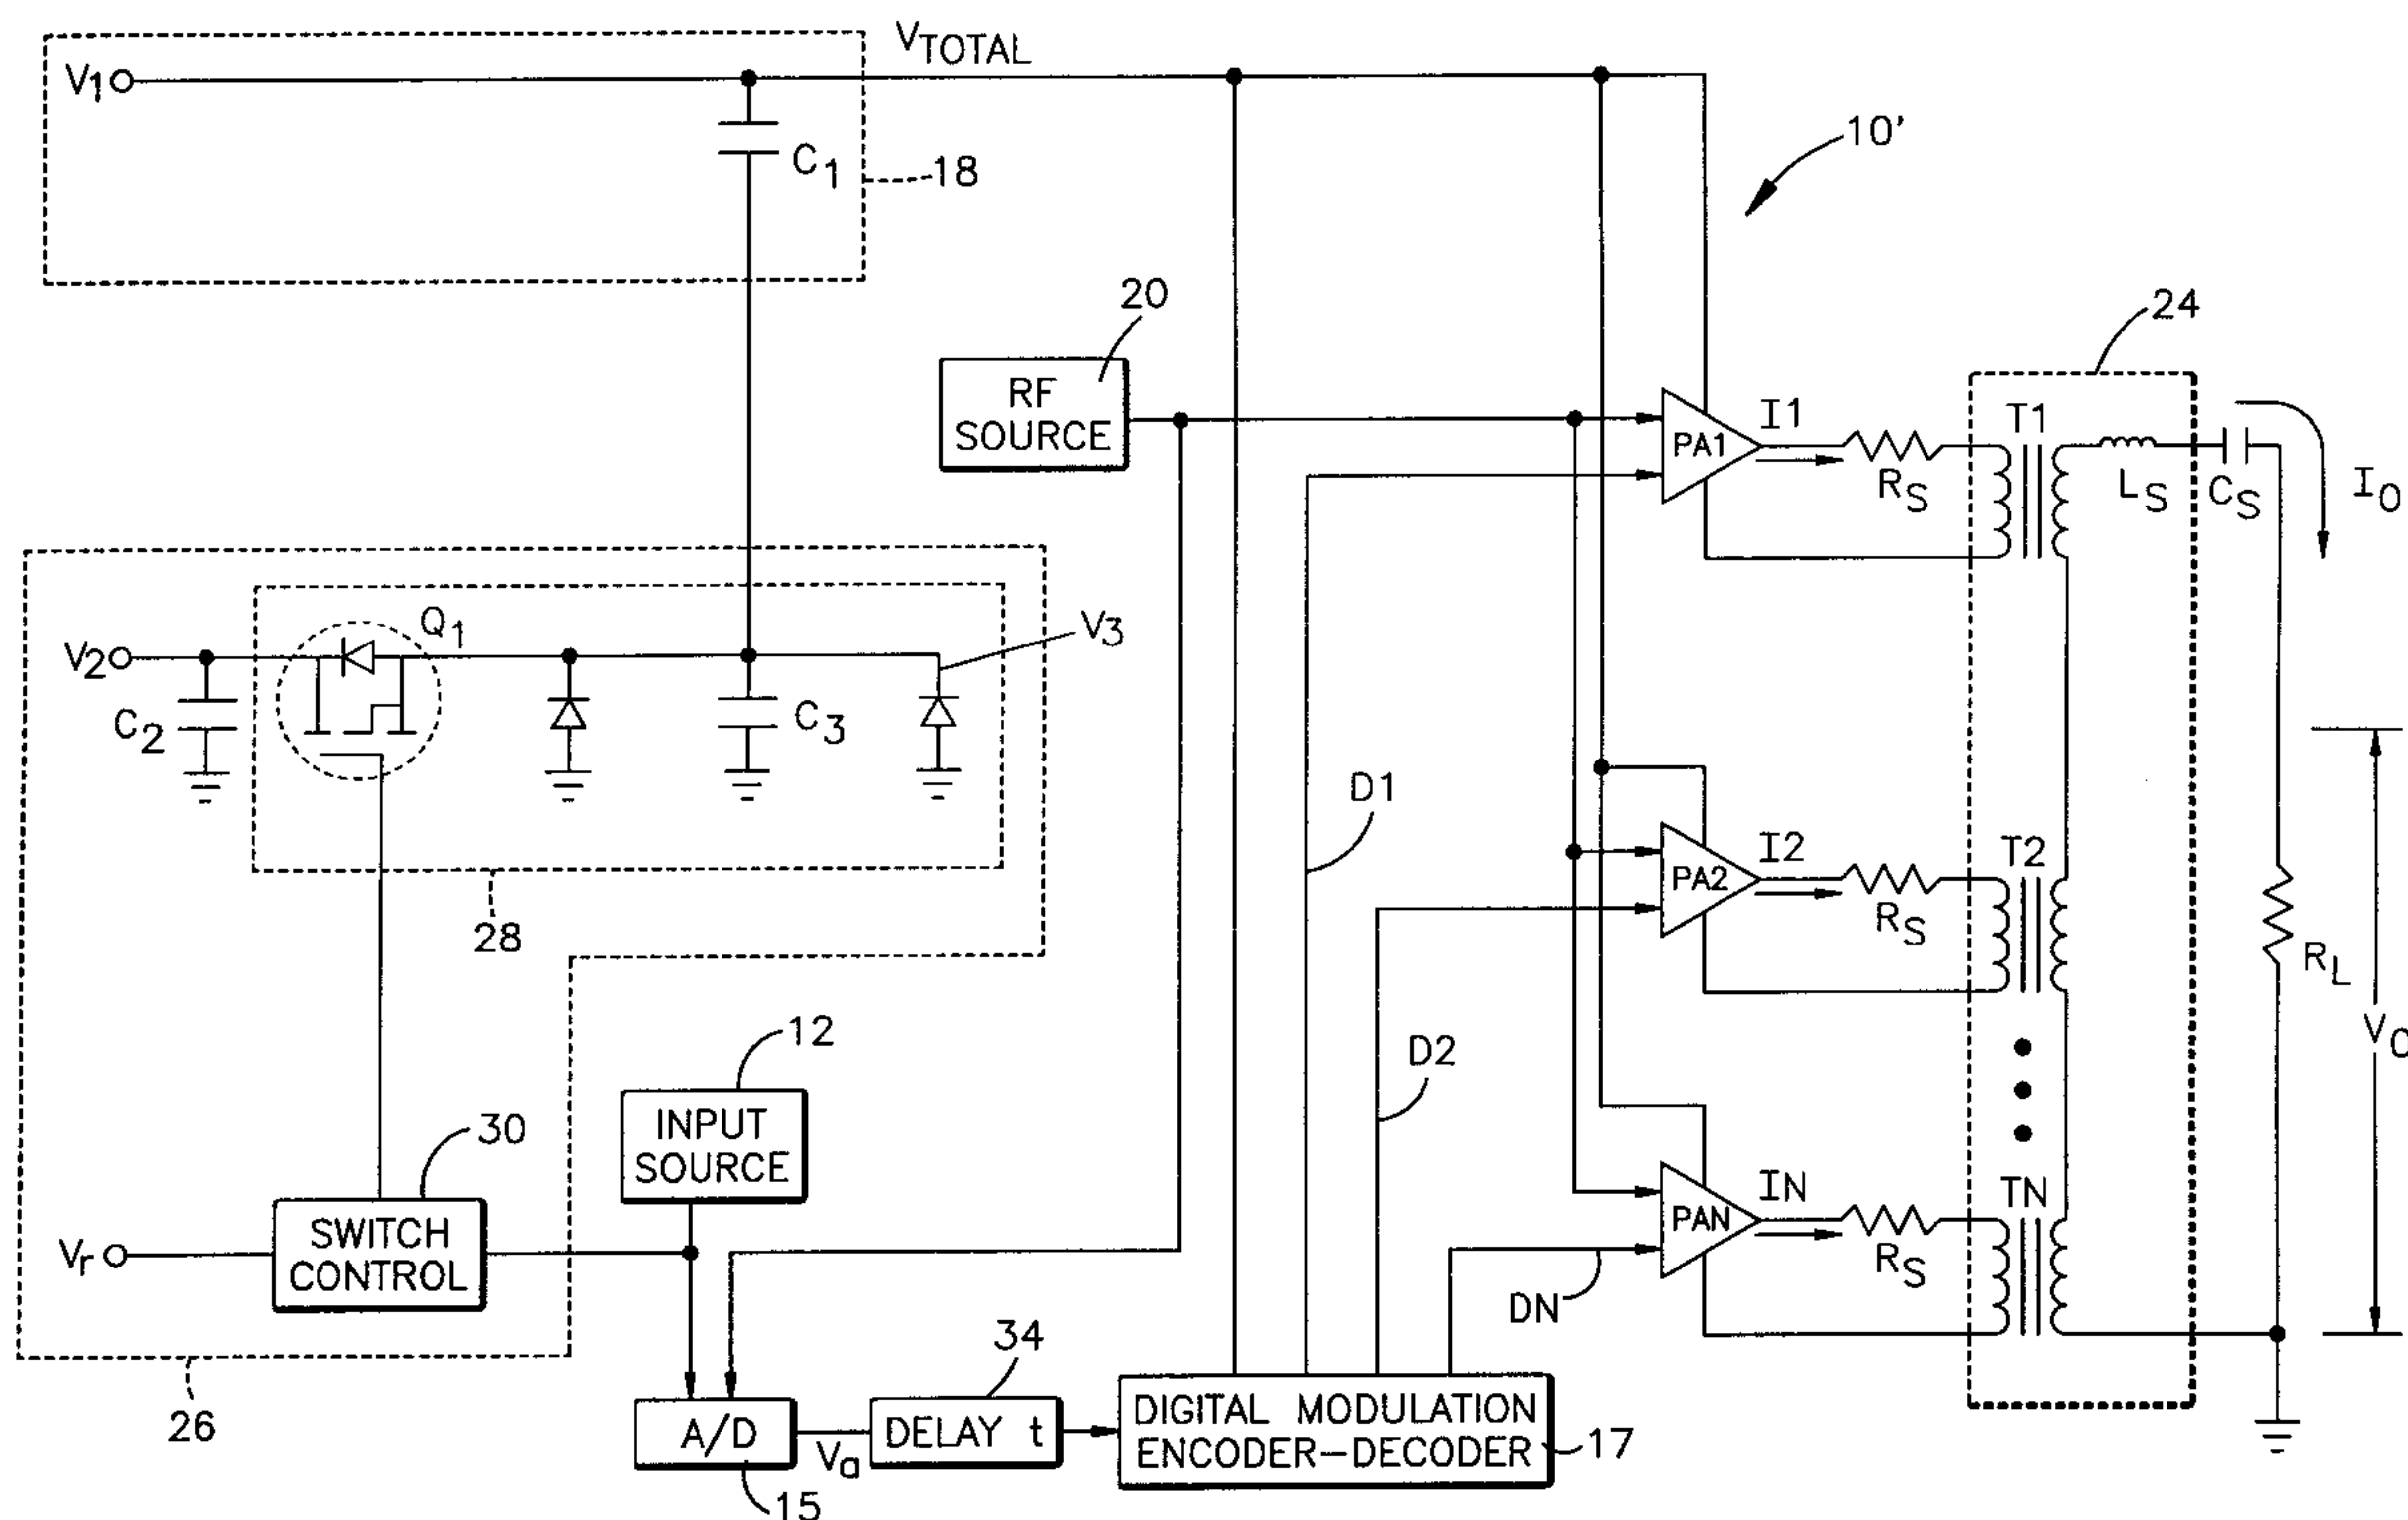 V1
VTOTAL
C1
18
10'
20
RF
SOURCE
24
PA1
I1
RS
T1
LS
CS
IO
V2
Q1
V3
C2
C3
28
D1
PA2
I2
RS
T2
RL
VO
12
INPUT
SOURCE
D2
30
SWITCH
CONTROL
Vr
PAN
IN
RS
TN
DN
26
34
A/D
Va
DELAY t
DIGITAL MODULATION
ENCODER–DECODER
17
15